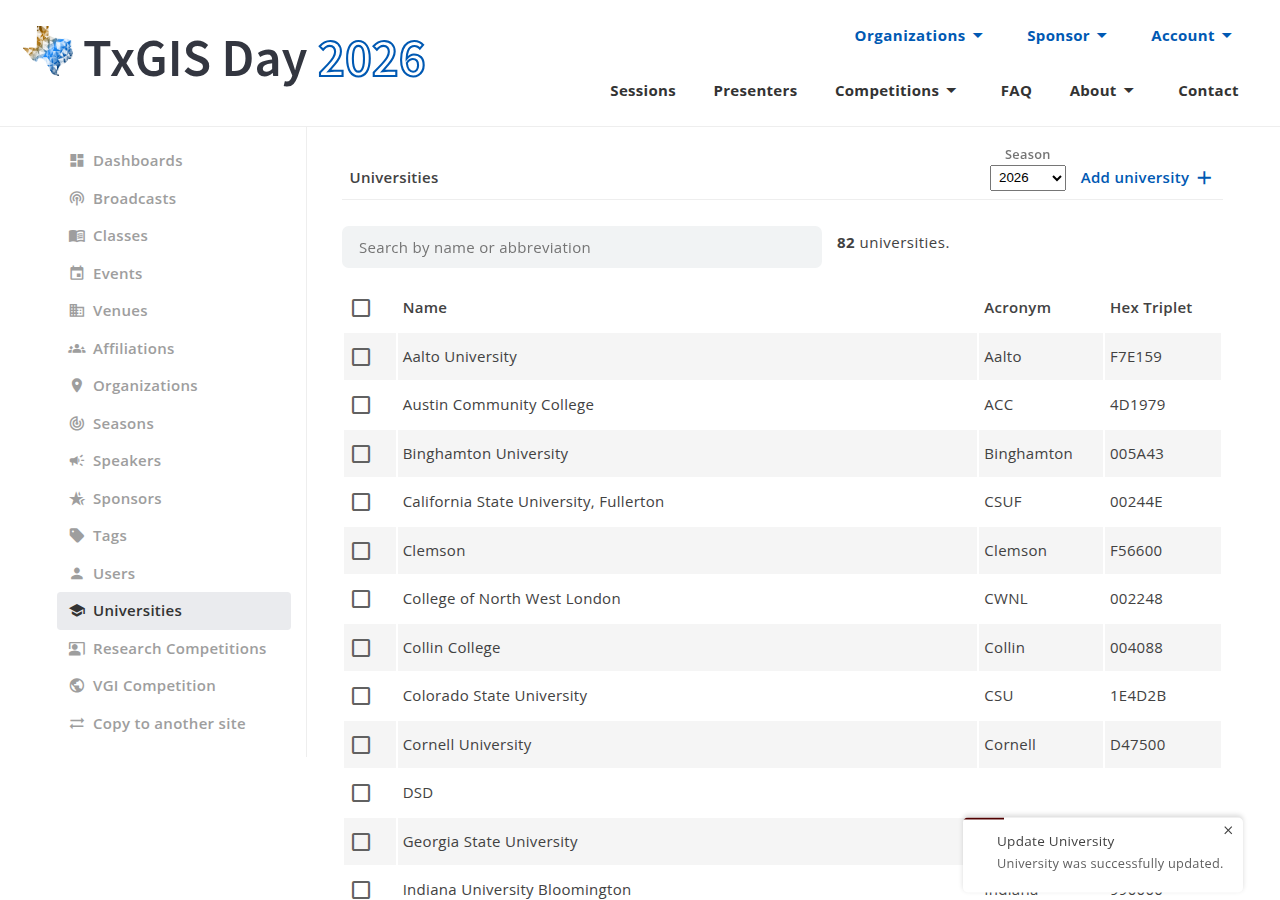 TxGIS Day 2026
Organizations
Sponsor
Account
Sessions
Presenters
Competitions
FAQ
About
Contact
Dashboards
Broadcasts
Classes
Events
Venues
Affiliations
Organizations
Seasons
Speakers
Sponsors
Tags
Users
Universities
Research Competitions
VGI Competition
Copy to another site
Universities
Season
2026
Add university
Search by name or abbreviation
82 universities.
Name Acronym Hex Triplet
Aalto University Aalto F7E159
Austin Community College ACC 4D1979
Binghamton University Binghamton 005A43
California State University, Fullerton CSUF 00244E
Clemson Clemson F56600
College of North West London CWNL 002248
Collin College Collin 004088
Colorado State University CSU 1E4D2B
Cornell University Cornell D47500
DSD
Georgia State University
Indiana University Bloomington
Update University
University was successfully updated.